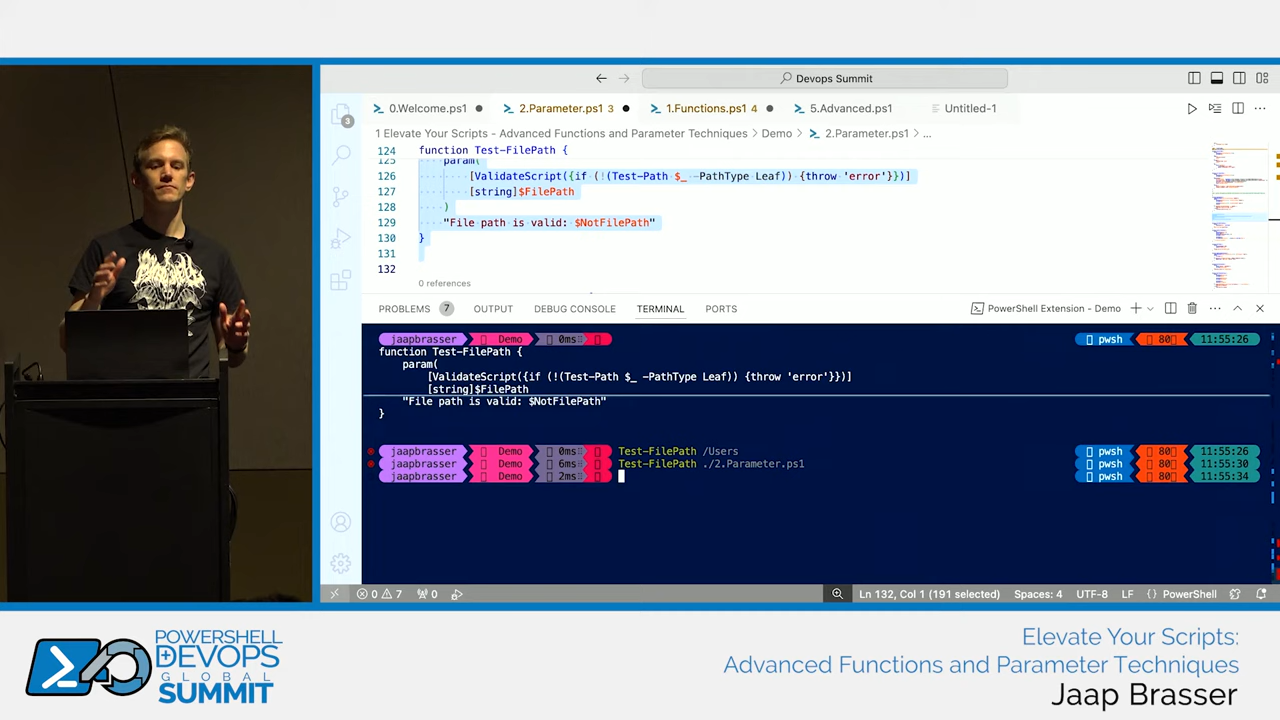 Devops Summit
0.Welcome.ps1
2.Parameter.ps1 3
1.Functions.ps1 4
5.Advanced.ps1
Untitled-1
1 Elevate Your Scripts - Advanced Functions and Parameter Techniques > Demo > 2.Parameter.ps1 > ...
3
124 function Test-FilePath {
125 param(
126 [ValidateScript({if (!(Test-Path $_ -PathType Leaf)) {throw 'error'}})]
127 [string]$FilePath
128 )
129 "File path is valid: $NotFilePath"
130 }
131
132
0 references
PROBLEMS 7 OUTPUT DEBUG CONSOLE TERMINAL PORTS
PowerShell Extension - Demo
jaapbrasser Demo 0ms pwsh 80 11:55:26
function Test-FilePath {
param(
[ValidateScript({if (!(Test-Path $_ -PathType Leaf)) {throw 'error'}})]
[string]$FilePath
"File path is valid: $NotFilePath"
}
jaapbrasser Demo 0ms Test-FilePath /Users pwsh 80 11:55:26
jaapbrasser Demo 6ms Test-FilePath ./2.Parameter.ps1 pwsh 80 11:55:30
jaapbrasser Demo 2ms pwsh 80 11:55:34
0 7 0
Ln 132, Col 1 (191 selected) Spaces: 4 UTF-8 LF {} PowerShell
POWERSHELL
DEVOPS
GLOBAL
SUMMIT
Elevate Your Scripts:
Advanced Functions and Parameter Techniques
Jaap Brasser